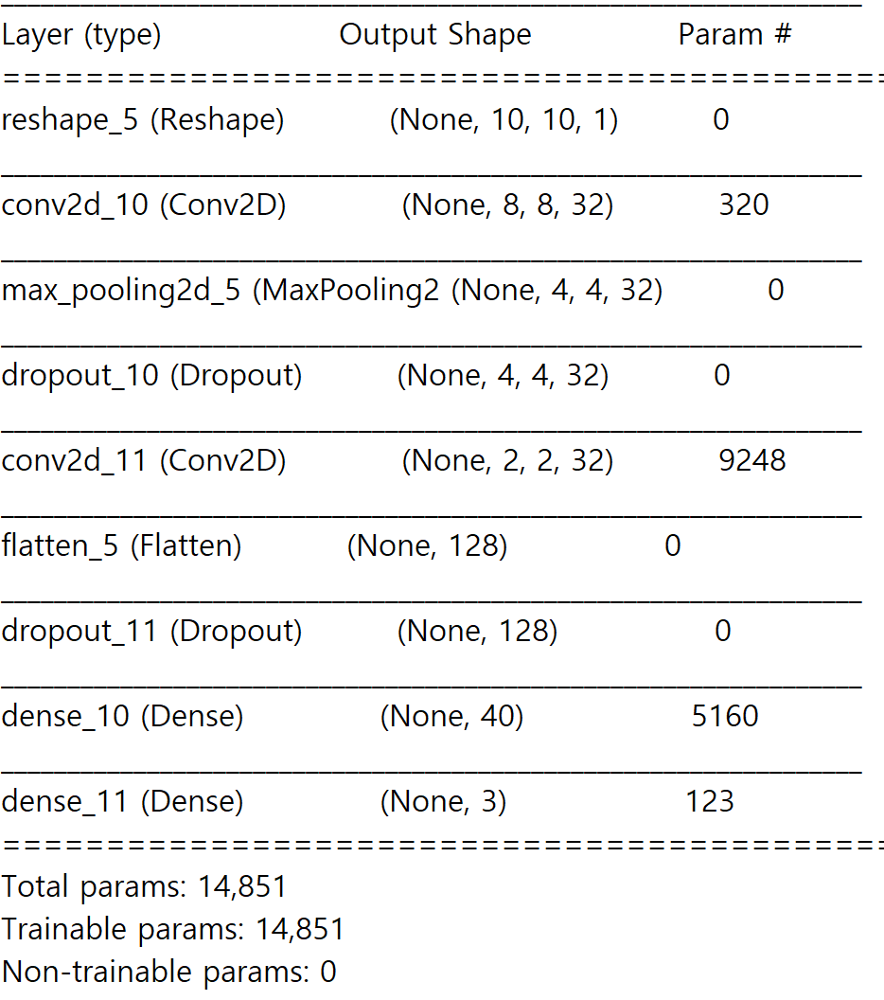 _________________________________________________________________
Layer (type) Output Shape Param #
=================================================================
reshape_5 (Reshape) (None, 10, 10, 1) 0
_________________________________________________________________
conv2d_10 (Conv2D) (None, 8, 8, 32) 320
_________________________________________________________________
max_pooling2d_5 (MaxPooling2 (None, 4, 4, 32) 0
_________________________________________________________________
dropout_10 (Dropout) (None, 4, 4, 32) 0
_________________________________________________________________
conv2d_11 (Conv2D) (None, 2, 2, 32) 9248
_________________________________________________________________
flatten_5 (Flatten) (None, 128) 0
_________________________________________________________________
dropout_11 (Dropout) (None, 128) 0
_________________________________________________________________
dense_10 (Dense) (None, 40) 5160
_________________________________________________________________
dense_11 (Dense) (None, 3) 123
=================================================================
Total params: 14,851
Trainable params: 14,851
Non-trainable params: 0